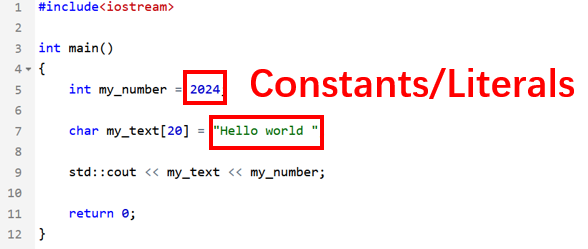 1 #include<iostream>
2
3 int main()
4 {
5 int my_number = 2024 Constants/Literals
6
7 char my_text[20] = "Hello world "
8
9 std::cout << my_text << my_number;
10
11 return 0;
12 }